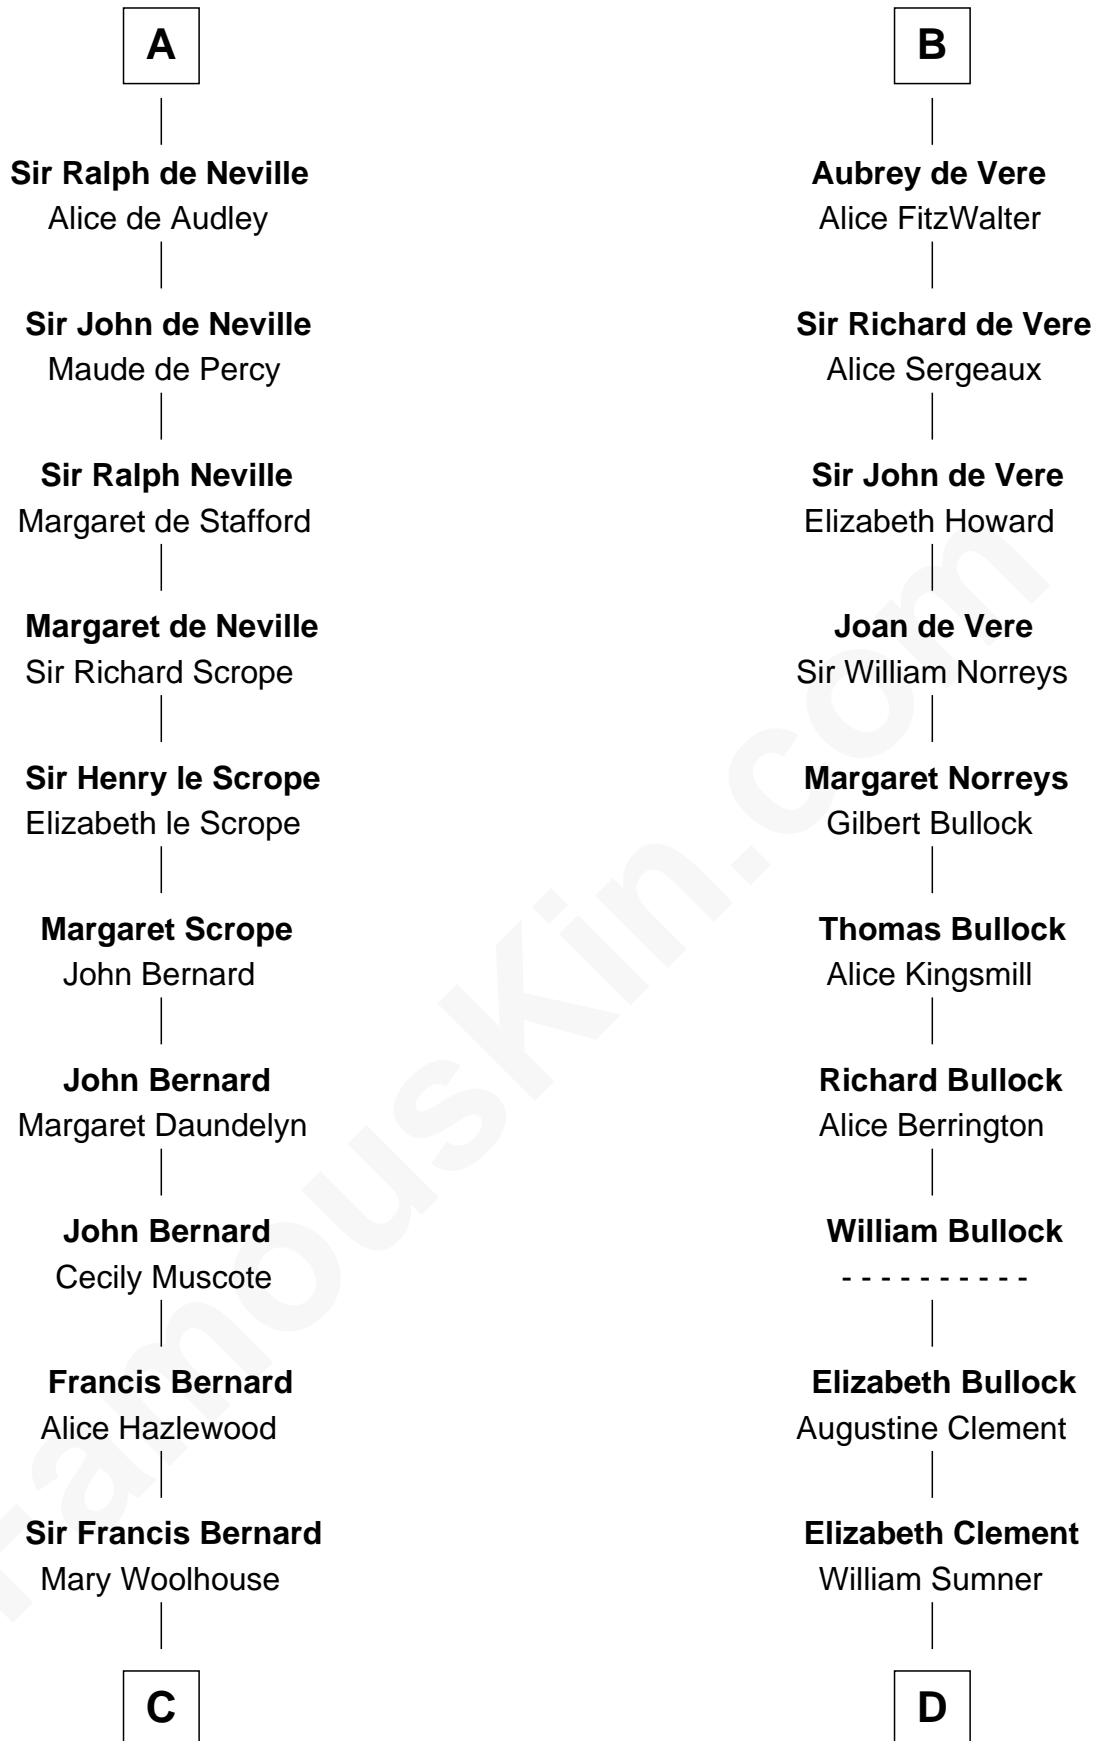 A
Sir Ralph de Neville
Alice de Audley
Sir John de Neville
Maude de Percy
Sir Ralph Neville
Margaret de Stafford
Margaret de Neville
Sir Richard Scrope
Sir Henry le Scrope
Elizabeth le Scrope
Margaret Scrope
John Bernard
John Bernard
Margaret Daundelyn
John Bernard
Cecily Muscote
Francis Bernard
Alice Hazlewood
Sir Francis Bernard
Mary Woolhouse
C
B
Aubrey de Vere
Alice FitzWalter
Sir Richard de Vere
Alice Sergeaux
Sir John de Vere
Elizabeth Howard
Joan de Vere
Sir William Norreys
Margaret Norreys
Gilbert Bullock
Thomas Bullock
Alice Kingsmill
Richard Bullock
Alice Berrington
William Bullock
- - - - - - - - - -
Elizabeth Bullock
Augustine Clement
Elizabeth Clement
William Sumner
D
FamousKin.com